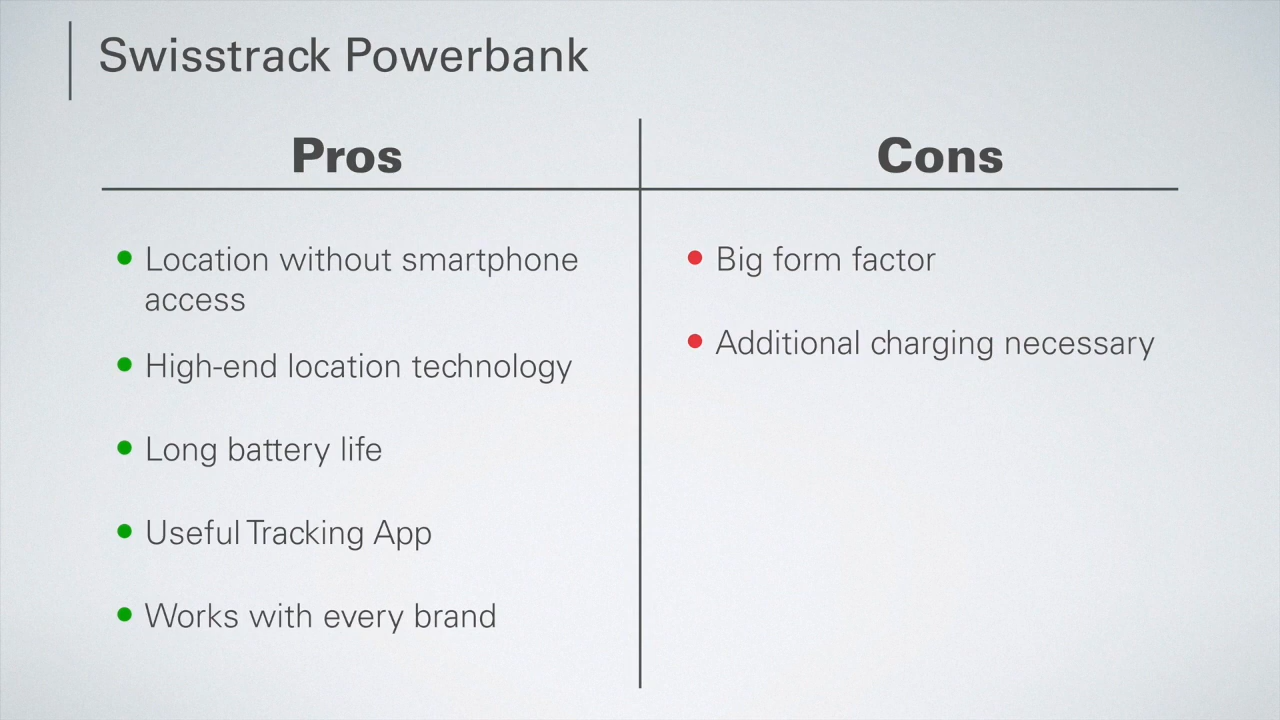 Swisstrack Powerbank
Pros
Location without smartphone
access
High-end location technology
Long battery life
Useful Tracking App
Works with every brand
Cons
Big form factor
Additional charging necessary